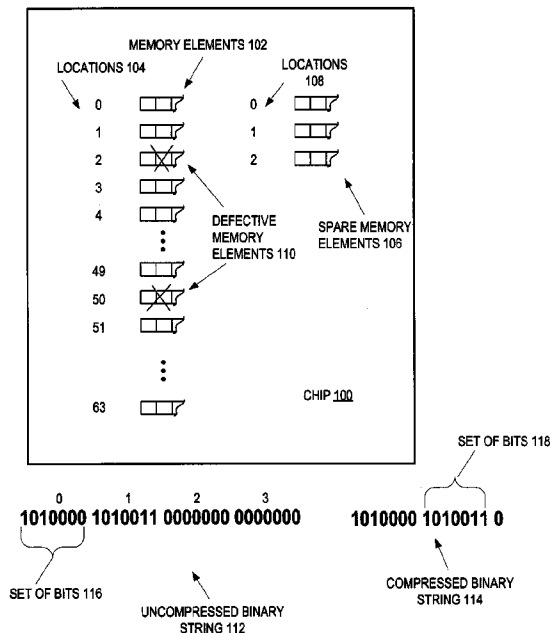 MEMORY ELEMENTS 102
LOCATIONS 104
LOCATIONS
108
0
0
1
1
2
2
3
4
DEFECTIVE
MEMORY
ELEMENTS 110
SPARE MEMORY
ELEMENTS 106
49
50
51
63
CHIP 100
SET OF BITS 118
0 1 2 3
1010000 1010011 0000000 0000000
1010000 1010011 0
SET OF BITS 116
UNCOMPRESSED BINARY
STRING 112
COMPRESSED BINARY
STRING 114